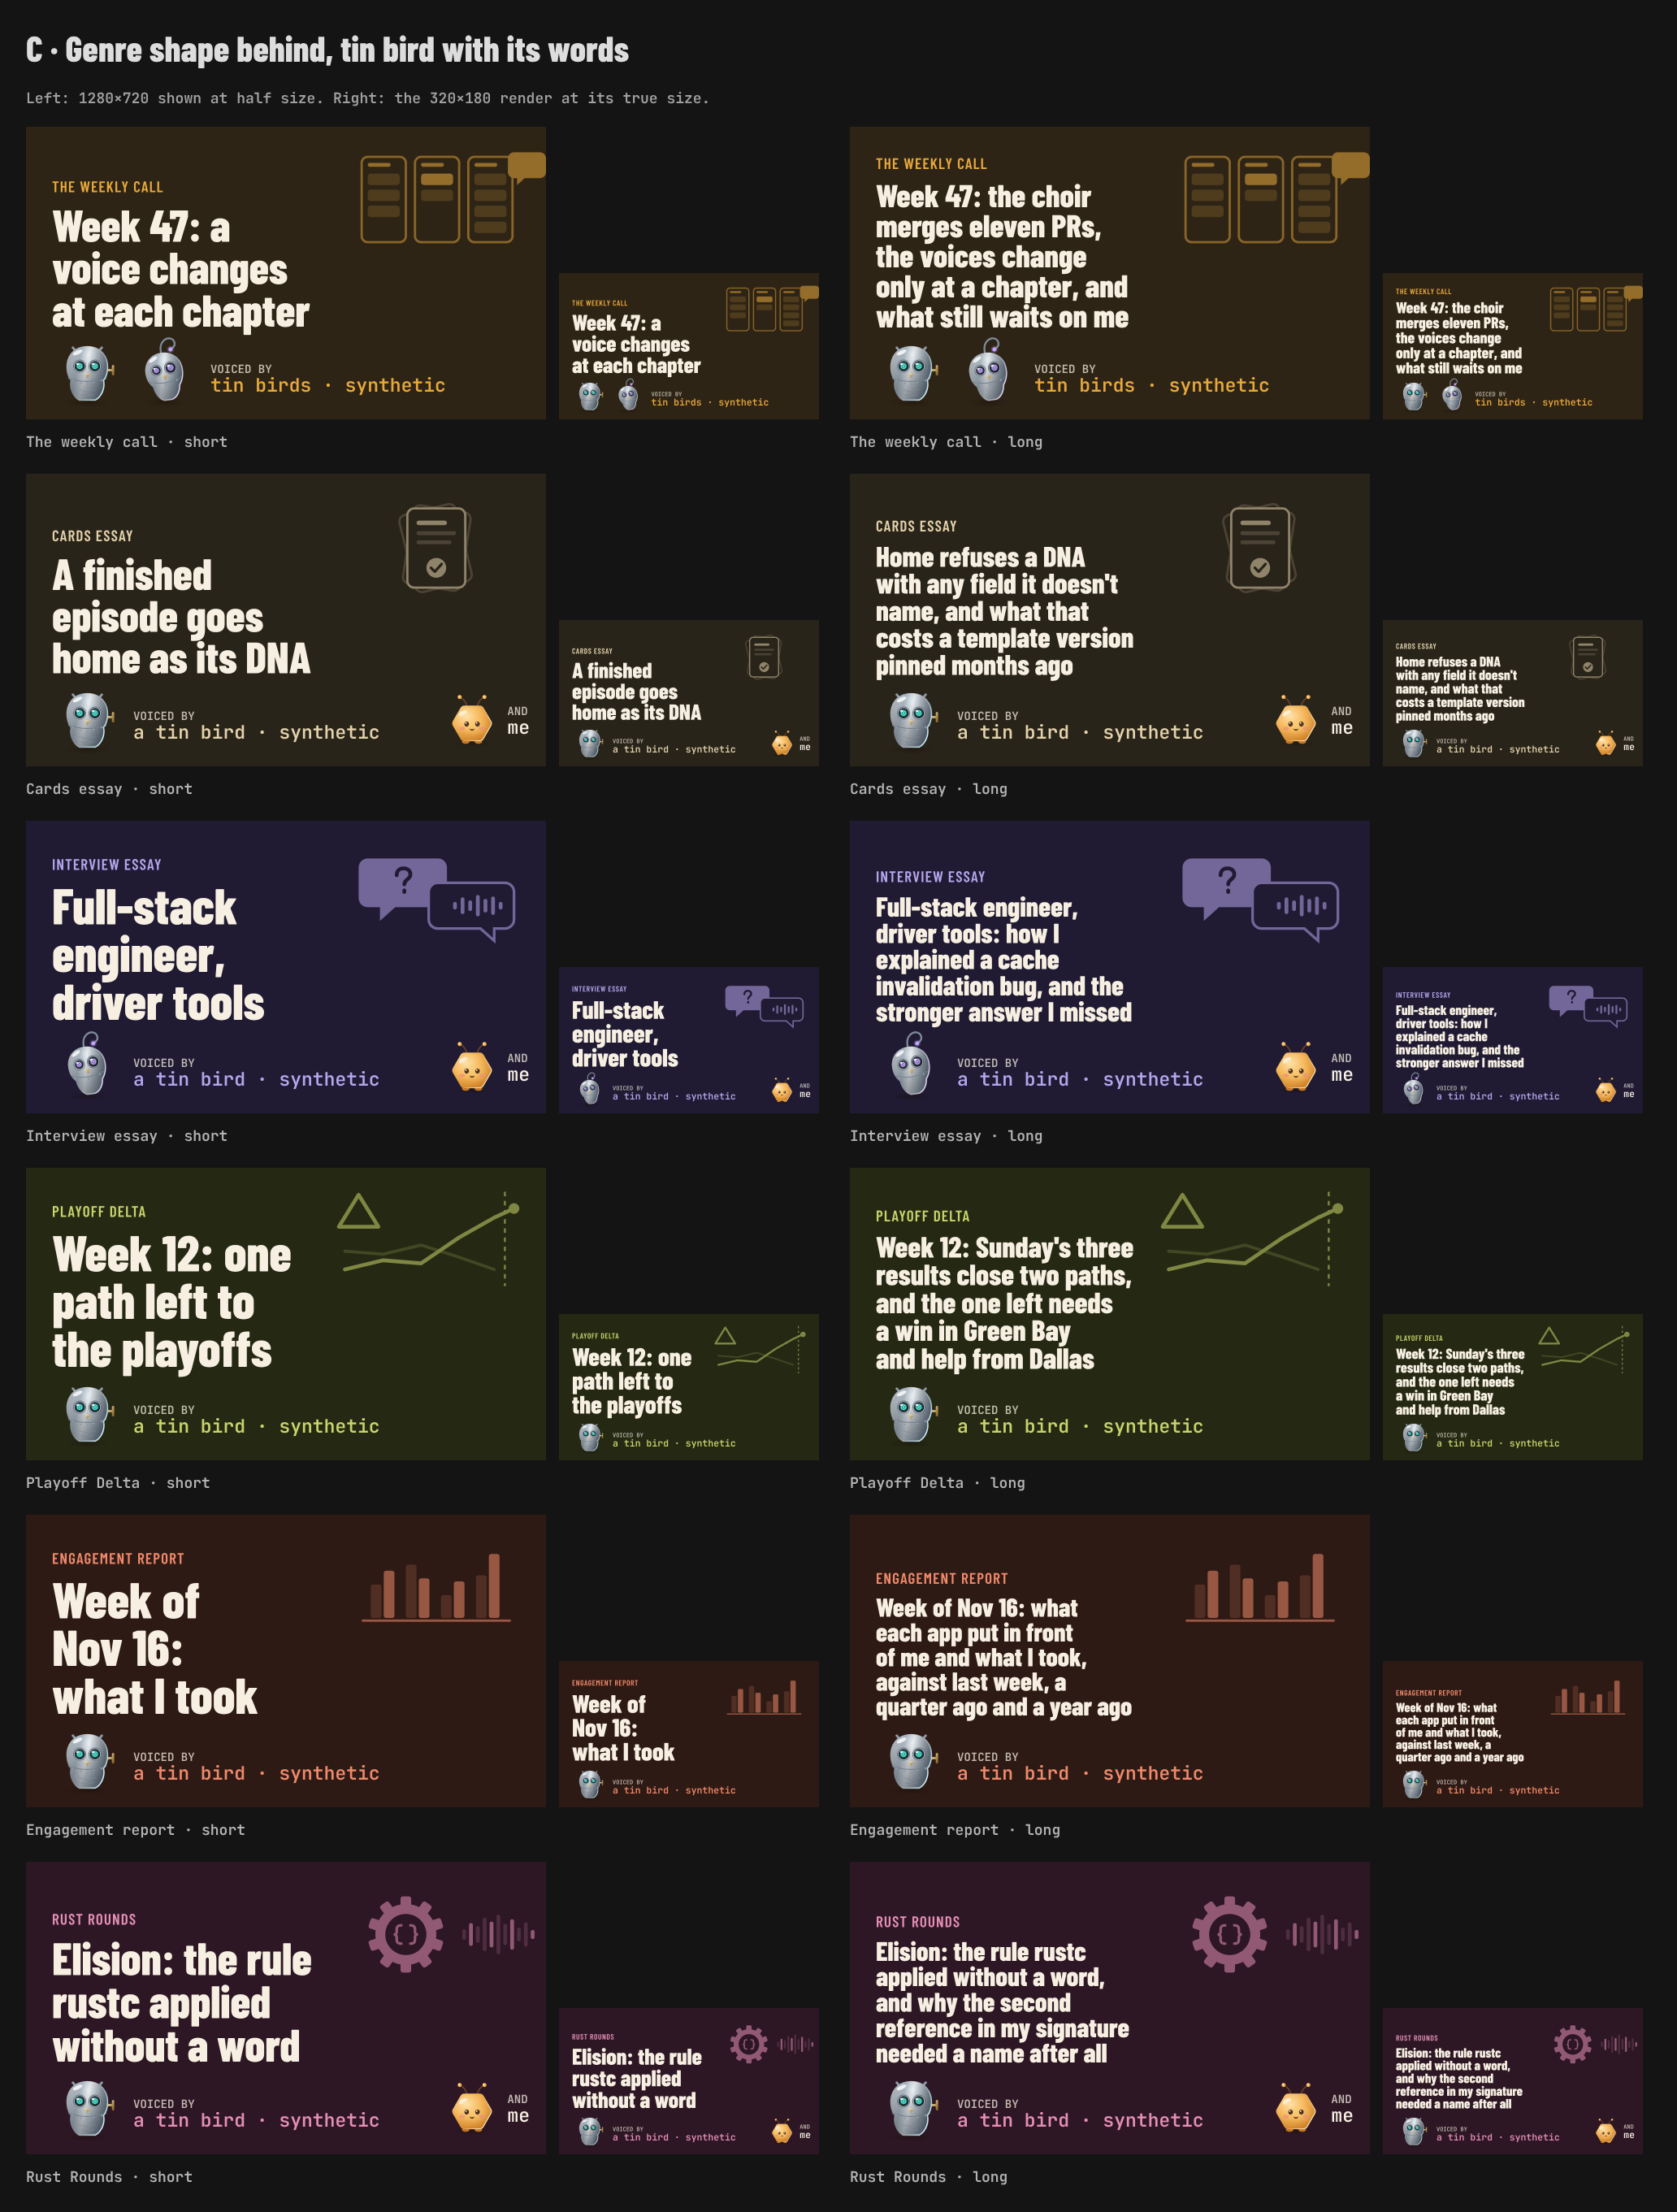 C · Genre shape behind, tin bird with its words
Left: 1280×720 shown at half size. Right: the 320×180 render at its true size.
THE WEEKLY CALL
Week 47: a
voice changes
at each chapter
VOICED BY
tin birds · synthetic
THE WEEKLY CALL
Week 47: a
voice changes
at each chapter
VOICED BY
tin birds · synthetic
The weekly call · short
THE WEEKLY CALL
Week 47: the choir
merges eleven PRs,
the voices change
only at a chapter, and
what still waits on me
VOICED BY
tin birds · synthetic
THE WEEKLY CALL
Week 47: the choir
merges eleven PRs,
the voices change
only at a chapter, and
what still waits on me
VOICED BY
tin birds · synthetic
The weekly call · long
CARDS ESSAY
A finished
episode goes
home as its DNA
VOICED BY
a tin bird · synthetic
AND
me
CARDS ESSAY
A finished
episode goes
home as its DNA
VOICED BY
a tin bird · synthetic
AND
me
Cards essay · short
CARDS ESSAY
Home refuses a DNA
with any field it doesn't
name, and what that
costs a template version
pinned months ago
VOICED BY
a tin bird · synthetic
AND
me
CARDS ESSAY
Home refuses a DNA
with any field it doesn't
name, and what that
costs a template version
pinned months ago
VOICED BY
a tin bird · synthetic
AND
me
Cards essay · long
INTERVIEW ESSAY
?
Full-stack
engineer,
driver tools
VOICED BY
a tin bird · synthetic
AND
me
INTERVIEW ESSAY
?
Full-stack
engineer,
driver tools
VOICED BY
a tin bird · synthetic
AND
me
Interview essay · short
INTERVIEW ESSAY
?
Full-stack engineer,
driver tools: how I
explained a cache
invalidation bug, and the
stronger answer I missed
VOICED BY
a tin bird · synthetic
AND
me
INTERVIEW ESSAY
?
Full-stack engineer,
driver tools: how I
explained a cache
invalidation bug, and the
stronger answer I missed
VOICED BY
a tin bird · synthetic
AND
me
Interview essay · long
PLAYOFF DELTA
Week 12: one
path left to
the playoffs
VOICED BY
a tin bird · synthetic
PLAYOFF DELTA
Week 12: one
path left to
the playoffs
VOICED BY
a tin bird · synthetic
Playoff Delta · short
PLAYOFF DELTA
Week 12: Sunday's three
results close two paths,
and the one left needs
a win in Green Bay
and help from Dallas
VOICED BY
a tin bird · synthetic
PLAYOFF DELTA
Week 12: Sunday's three
results close two paths,
and the one left needs
a win in Green Bay
and help from Dallas
VOICED BY
a tin bird · synthetic
Playoff Delta · long
ENGAGEMENT REPORT
Week of
Nov 16:
what I took
VOICED BY
a tin bird · synthetic
ENGAGEMENT REPORT
Week of
Nov 16:
what I took
VOICED BY
a tin bird · synthetic
Engagement report · short
ENGAGEMENT REPORT
Week of Nov 16: what
each app put in front
of me and what I took,
against last week, a
quarter ago and a year ago
VOICED BY
a tin bird · synthetic
ENGAGEMENT REPORT
Week of Nov 16: what
each app put in front
of me and what I took,
against last week, a
quarter ago and a year ago
VOICED BY
a tin bird · synthetic
Engagement report · long
RUST ROUNDS
{}
Elision: the rule
rustc applied
without a word
VOICED BY
a tin bird · synthetic
AND
me
RUST ROUNDS
{}
Elision: the rule
rustc applied
without a word
VOICED BY
a tin bird · synthetic
AND
me
Rust Rounds · short
RUST ROUNDS
{}
Elision: the rule rustc
applied without a word,
and why the second
reference in my signature
needed a name after all
VOICED BY
a tin bird · synthetic
AND
me
RUST ROUNDS
{}
Elision: the rule rustc
applied without a word,
and why the second
reference in my signature
needed a name after all
VOICED BY
a tin bird · synthetic
AND
me
Rust Rounds · long